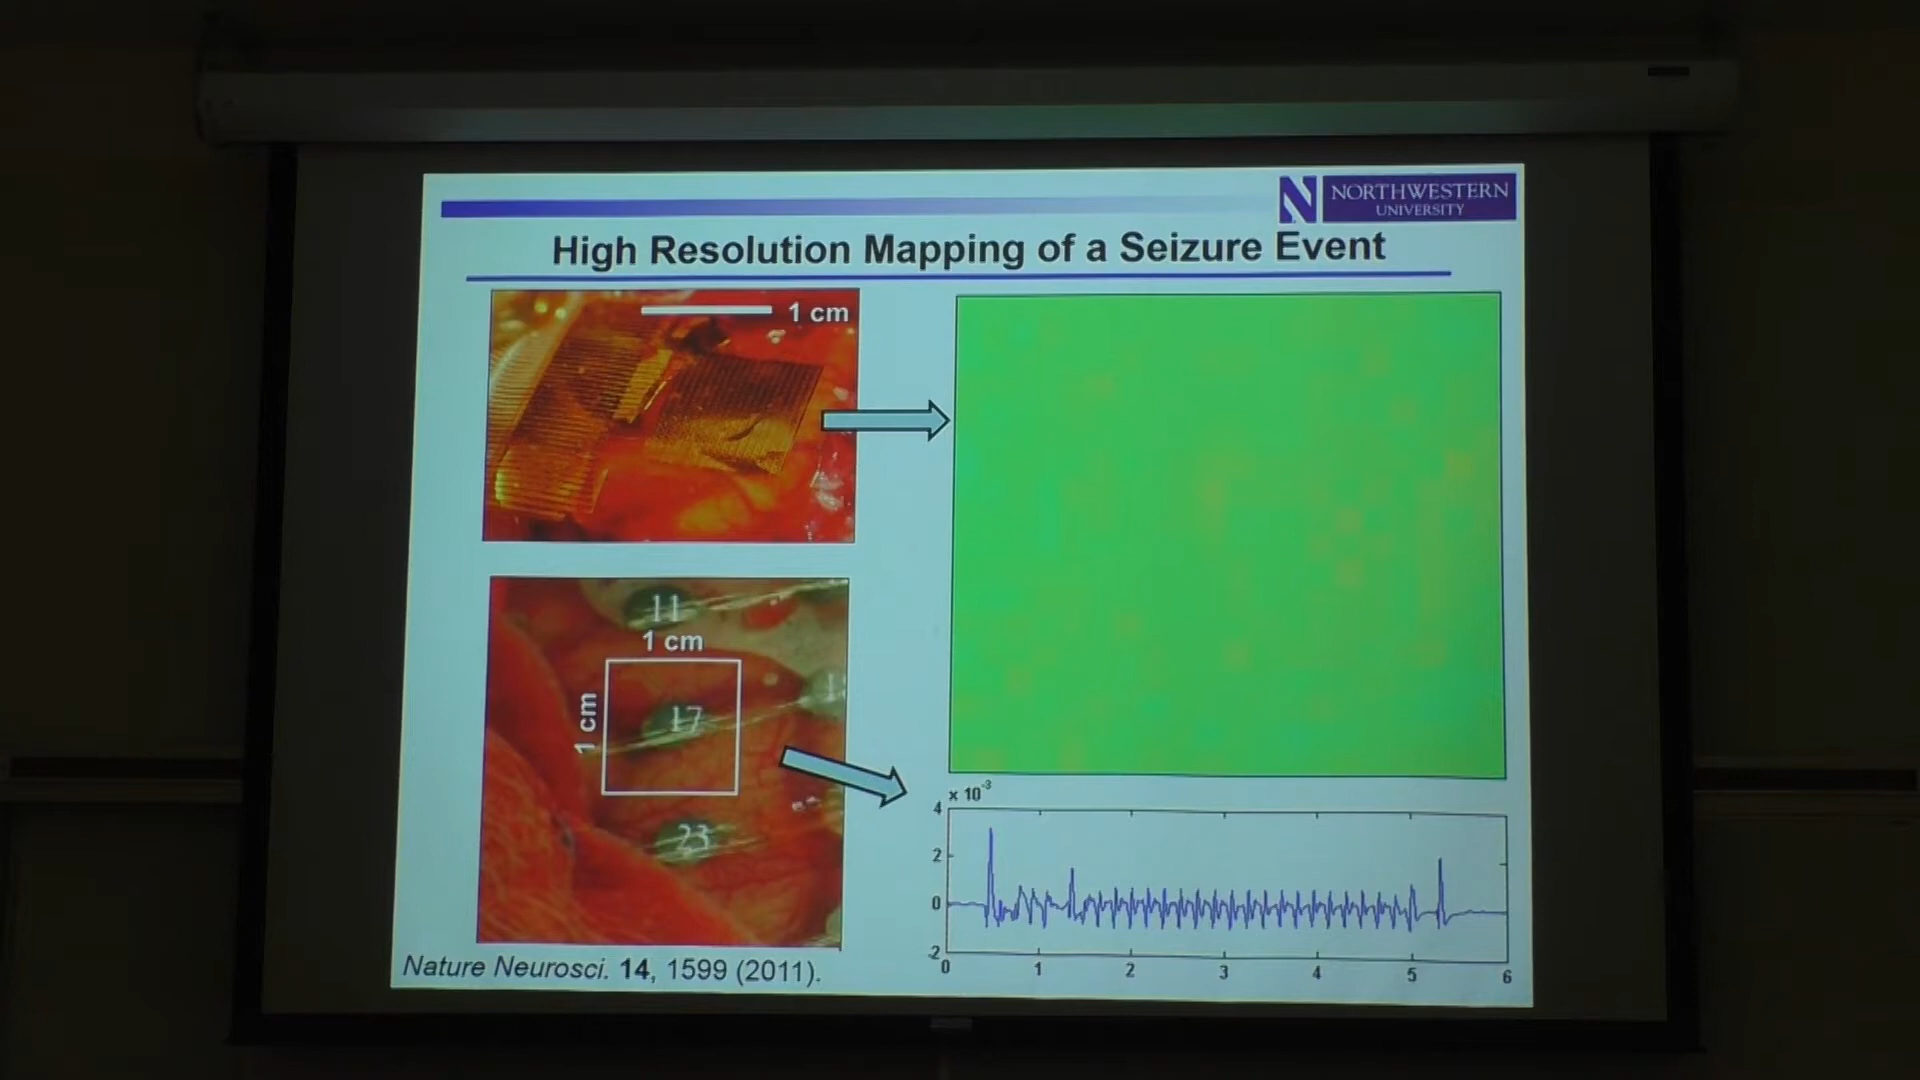 NORTHWESTERN
UNIVERSITY
High Resolution Mapping of a Seizure Event
1 cm
11
1 cm
1 cm
17
23
x 10⁻³
4
2
0
-2
0 1 2 3 4 5 6
Nature Neurosci. 14, 1599 (2011).